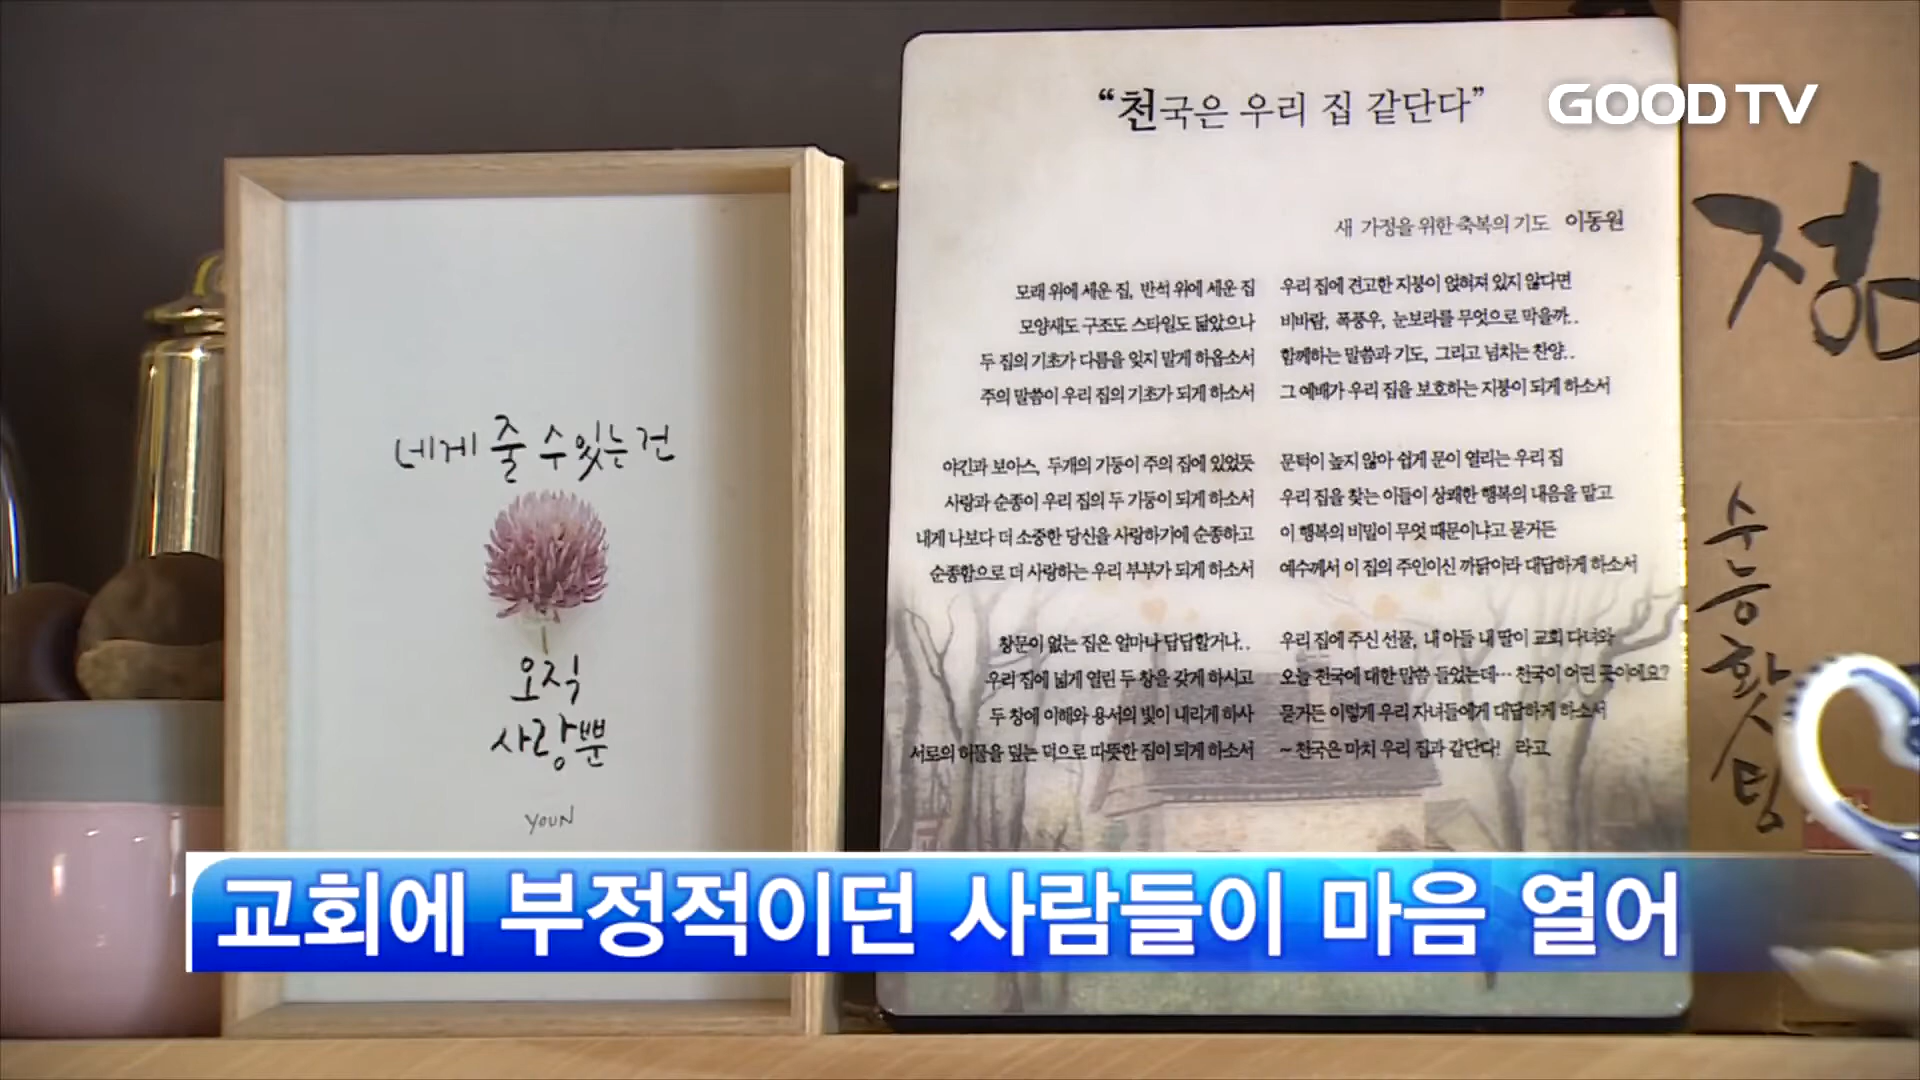 GOOD TV
네게 줄 수 있는 건
오직
사랑뿐
YOUN
“천국은 우리 집 같단다”
새 가정을 위한 축복의 기도 이동원
모래 위에 세운 집, 반석 위에 세운 집
모양새도 구조도 스타일도 닮았으나
두 집의 기초가 다름을 잊지 말게 하옵소서
주의 말씀이 우리 집의 기초가 되게 하소서
야긴과 보아스, 두개의 기둥이 주의 집에 있었듯
사랑과 순종이 우리 집의 두 기둥이 되게 하소서
내게 나보다 더 소중한 당신을 사랑하기에 순종하고
순종함으로 더 사랑하는 우리 부부가 되게 하소서
창문이 없는 집은 얼마나 답답할거나..
우리 집에 넓게 열린 두 창을 갖게 하시고
두 창에 이해와 용서의 빛이 내리게 하사
서로의 허물을 덮는 덕으로 따뜻한 집이 되게 하소서
우리 집에 견고한 지붕이 얹혀져 있지 않다면
비바람, 폭풍우, 눈보라를 무엇으로 막을까..
함께하는 말씀과 기도, 그리고 넘치는 찬양..
그 예배가 우리 집을 보호하는 지붕이 되게 하소서
문턱이 높지 않아 쉽게 문이 열리는 우리 집
우리 집을 찾는 이들이 상쾌한 행복의 내음을 맡고
이 행복의 비밀이 무엇 때문이냐고 묻거든
예수께서 이 집의 주인이신 까닭이라 대답하게 하소서
우리 집에 주신 선물, 내 아들 내 딸이 교회 다녀와
오늘 천국에 대한 말씀 들었는데… 천국이 어떤 곳이에요?
묻거든 이렇게 우리 자녀들에게 대답하게 하소서
~ 천국은 마치 우리 집과 같단다! 라고
점
수능홧팅
교회에 부정적이던 사람들이 마음 열어